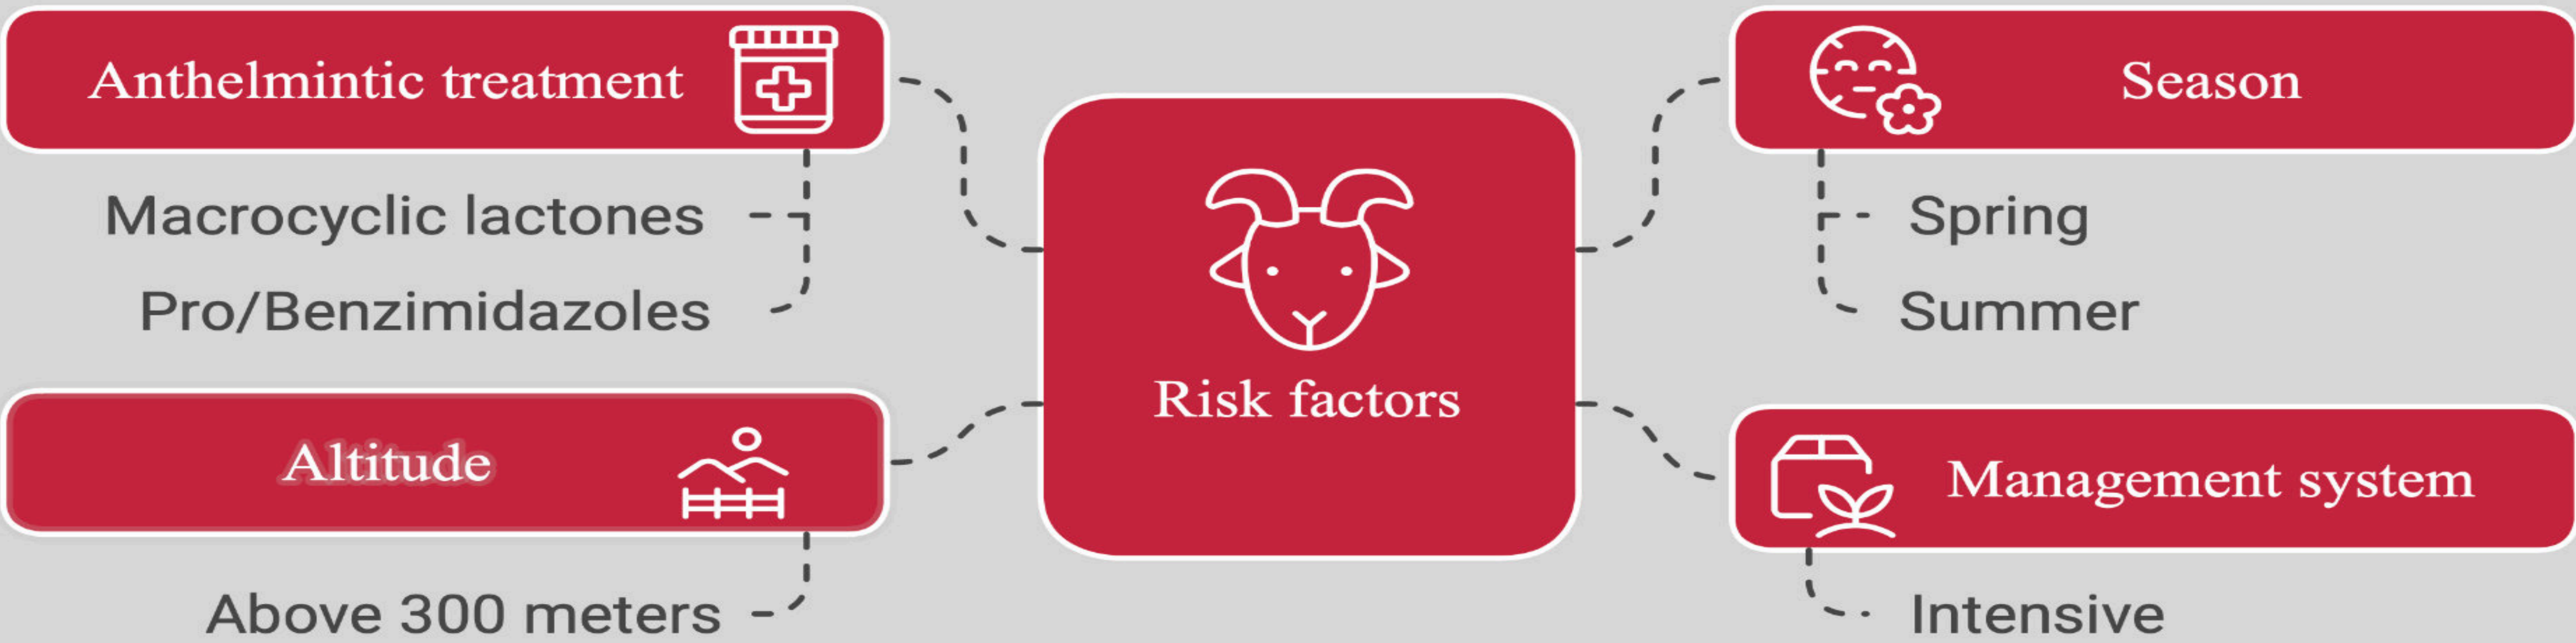 Anthelmintic treatment
Macrocyclic lactones
Pro/Benzimidazoles
Altitude
Above 300 meters
Risk factors
Season
Spring
Summer
Management system
Intensive